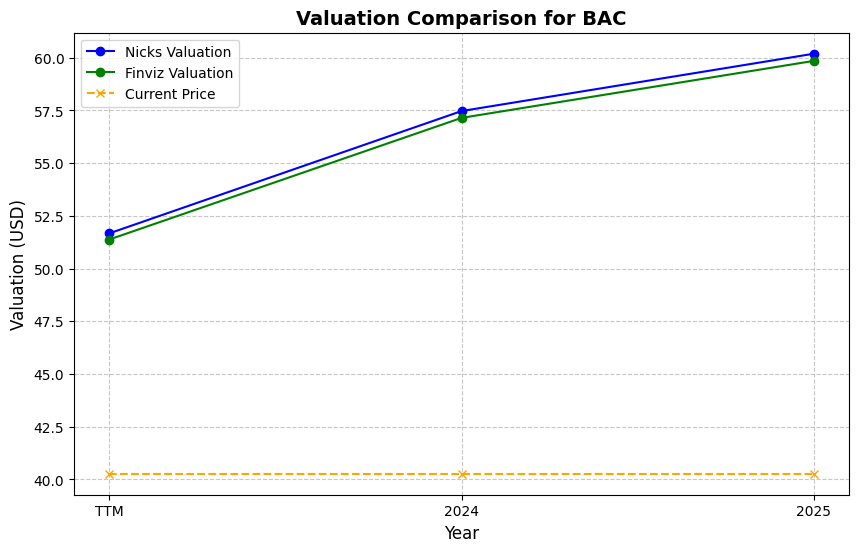 Valuation Comparison for BAC
Nicks Valuation
Finviz Valuation
Current Price
Valuation (USD)
60.0
57.5
55.0
52.5
50.0
47.5
45.0
42.5
40.0
TTM
2024
2025
Year